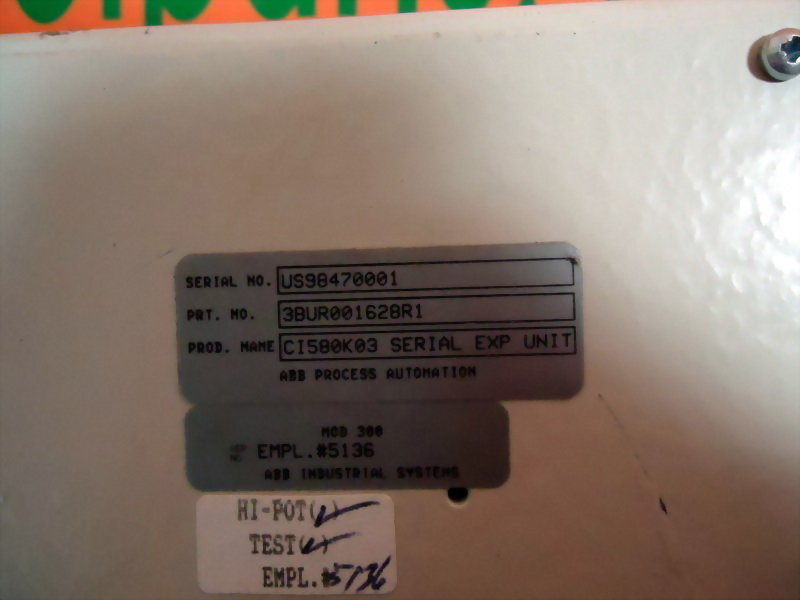 SERIAL NO. US98470001
PRT. NO. 3BUR001628R1
PROD. NAME CI580K03 SERIAL EXP UNIT
ABB PROCESS AUTOMATION
MOD 300
EMPL.#5136
ABB INDUSTRIAL SYSTEMS
HI-POT(✓)
TEST(✓)
EMPL.#5136